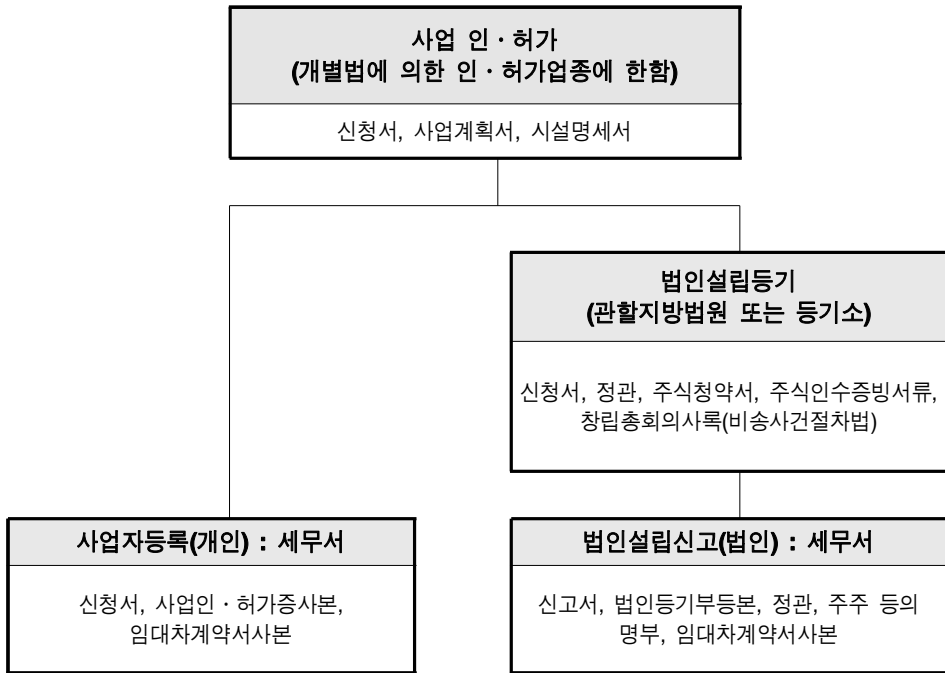 사업 인·허가
(개별법에 의한 인·허가업종에 한함)
신청서, 사업계획서, 시설명세서
법인설립등기
(관할지방법원 또는 등기소)
신청서, 정관, 주식청약서, 주식인수증빙서류,
창립총회의사록(비송사건절차법)
사업자등록(개인) : 세무서
신청서, 사업인·허가증사본,
임대차계약서사본
법인설립신고(법인) : 세무서
신고서, 법인등기부등본, 정관, 주주 등의
명부, 임대차계약서사본